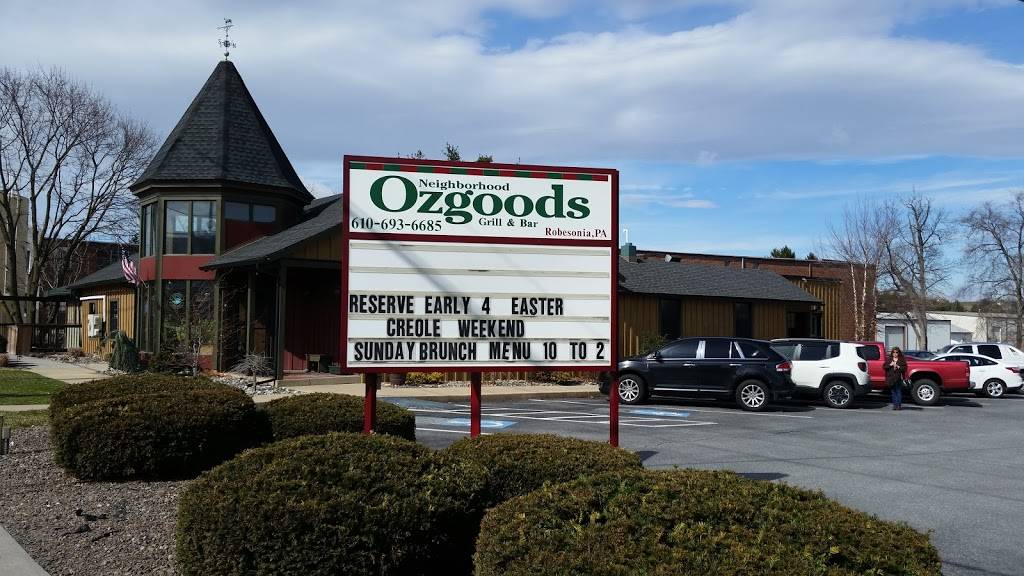 Neighborhood
Ozgoods
610-693-6685 Grill & Bar
Robesonia, PA
RESERVE EARLY 4 EASTER
CREOLE WEEKEND
SUNDAY BRUNCH MENU 10 TO 2